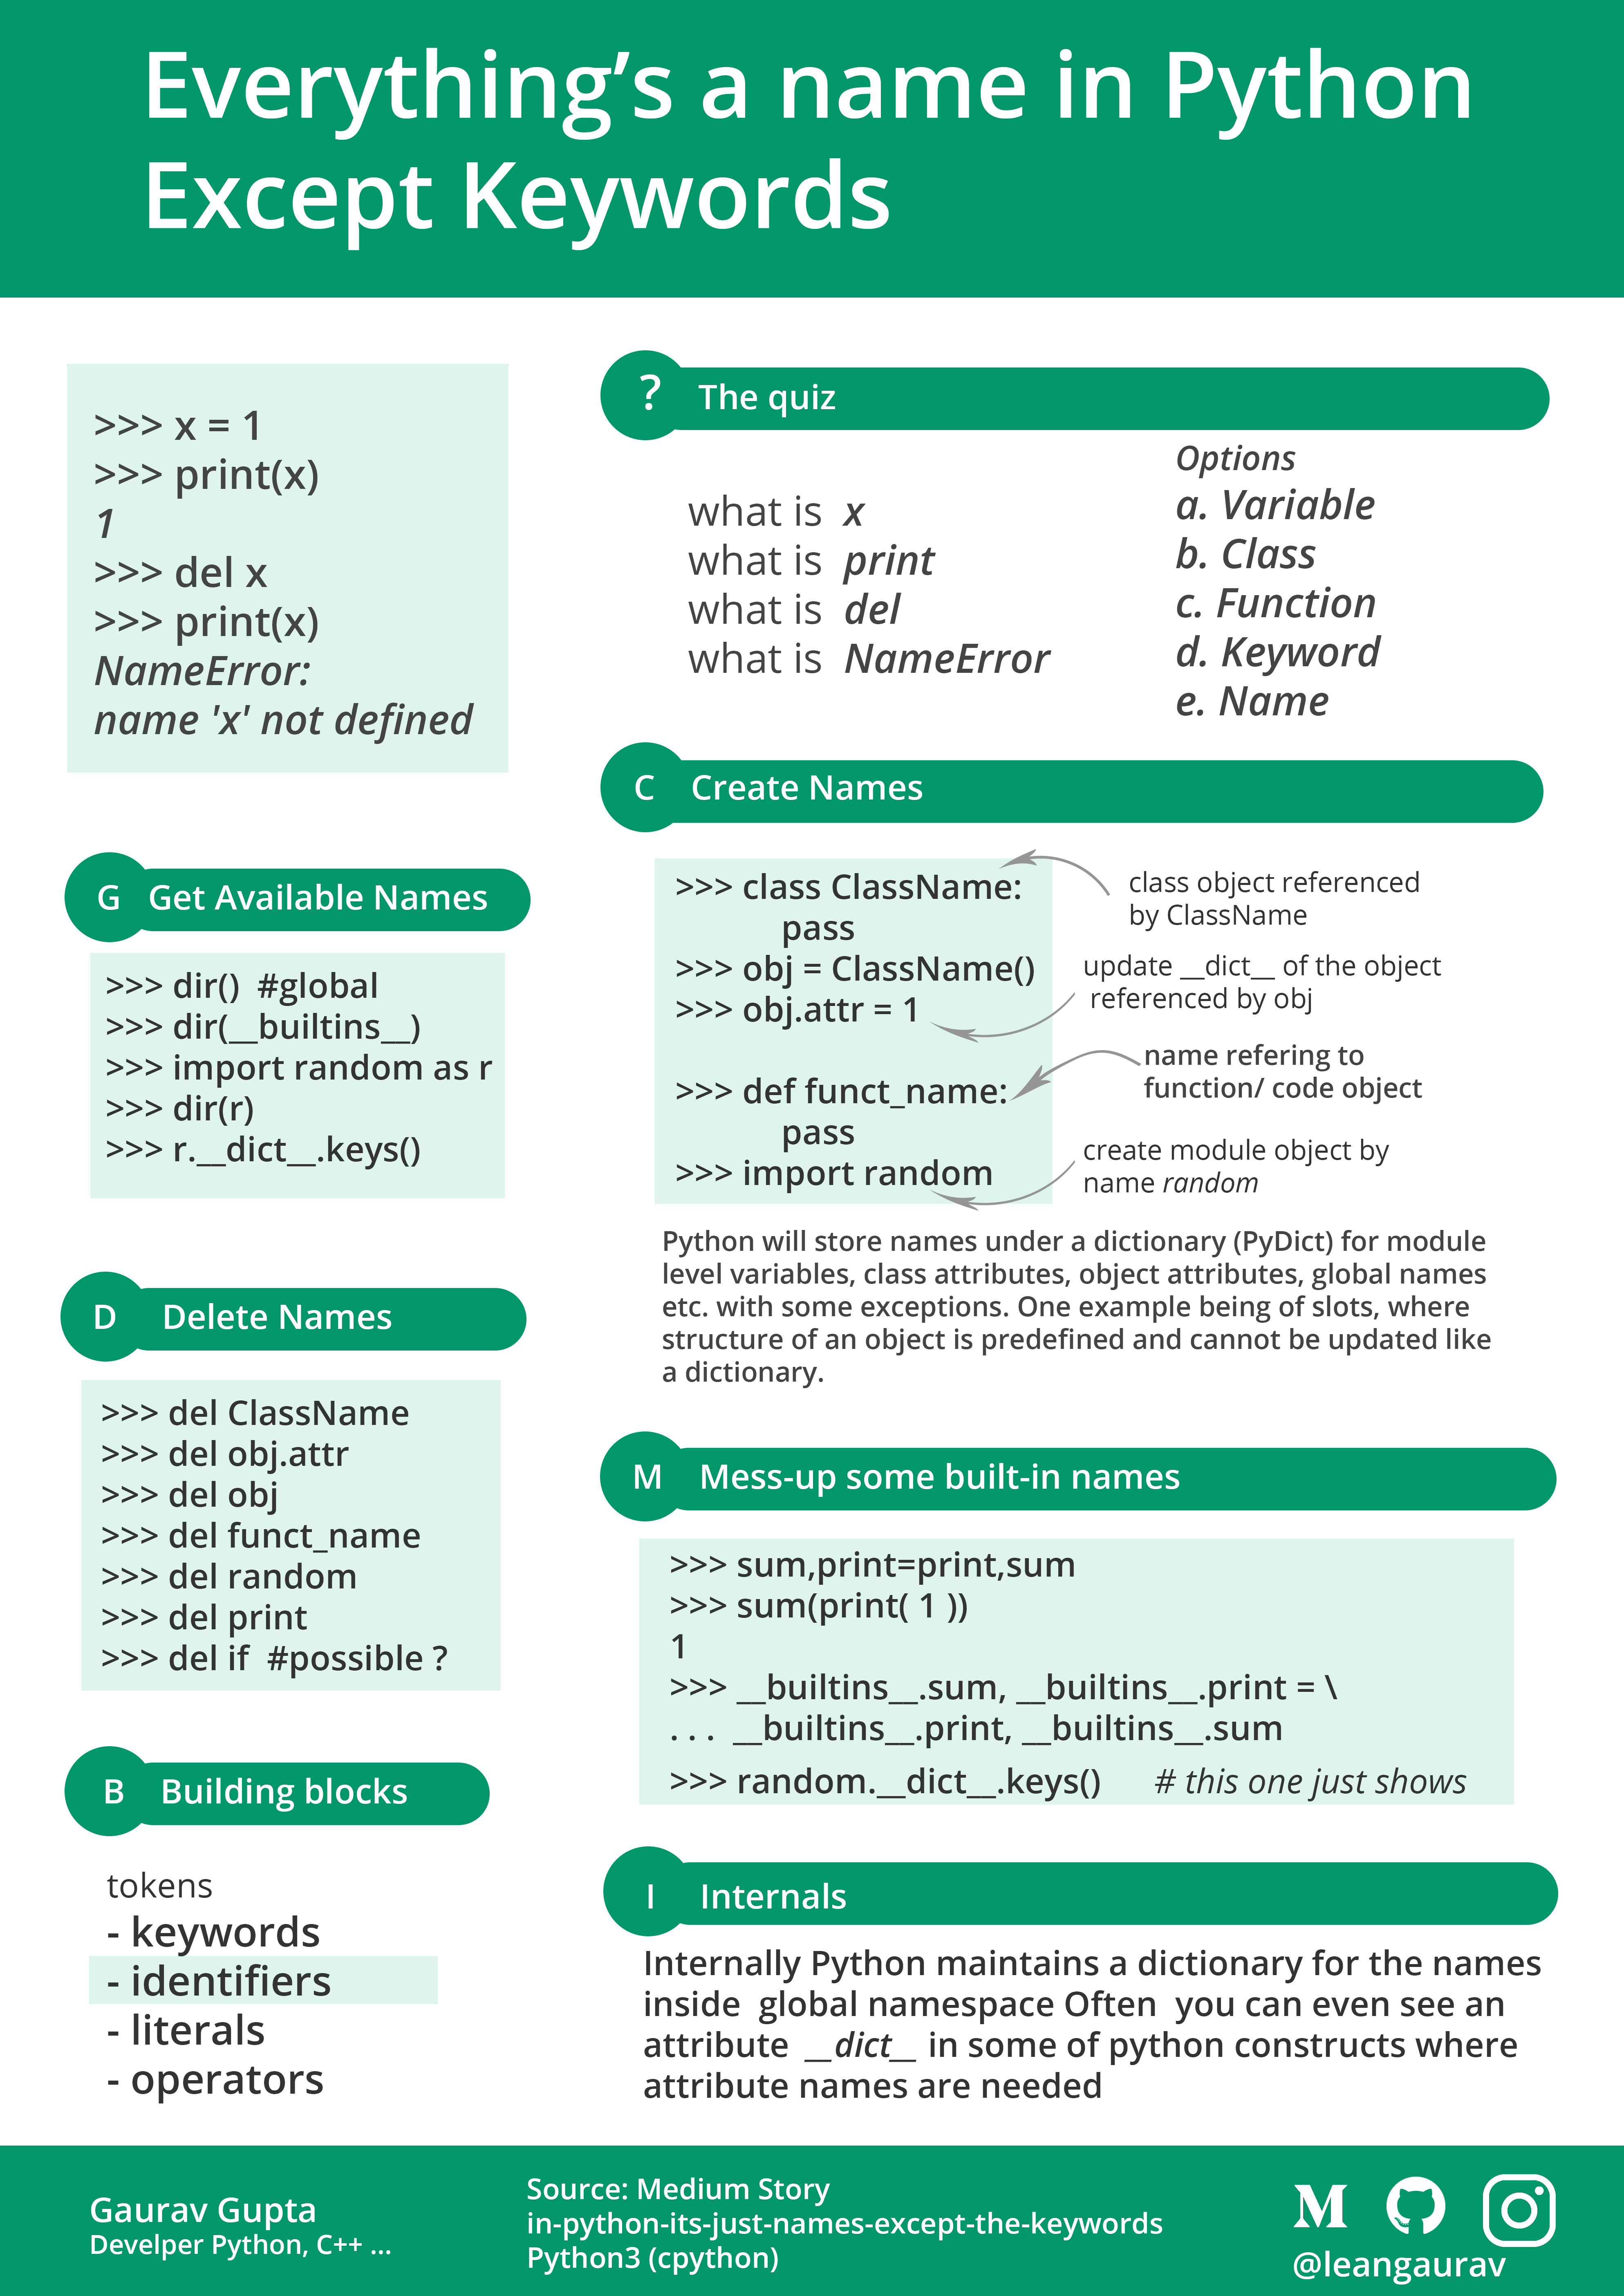 Everything’s a name in Python
Except Keywords
>>> x = 1
>>> print(x)
1
>>> del x
>>> print(x)
NameError:
name 'x' not defined
? The quiz
what is x
what is print
what is del
what is NameError
Options
a. Variable
b. Class
c. Function
d. Keyword
e. Name
G Get Available Names
>>> dir() #global
>>> dir(__builtins__)
>>> import random as r
>>> dir(r)
>>> r.__dict__.keys()
C Create Names
>>> class ClassName:
pass
>>> obj = ClassName()
>>> obj.attr = 1
>>> def funct_name:
pass
>>> import random
class object referenced
by ClassName
update __dict__ of the object
referenced by obj
name refering to
function/ code object
create module object by
name random
Python will store names under a dictionary (PyDict) for module
level variables, class attributes, object attributes, global names
etc. with some exceptions. One example being of slots, where
structure of an object is predefined and cannot be updated like
a dictionary.
D Delete Names
>>> del ClassName
>>> del obj.attr
>>> del obj
>>> del funct_name
>>> del random
>>> del print
>>> del if #possible ?
M Mess-up some built-in names
>>> sum,print=print,sum
>>> sum(print( 1 ))
1
>>> __builtins__.sum, __builtins__.print = \
. . . __builtins__.print, __builtins__.sum
>>> random.__dict__.keys() # this one just shows
B Building blocks
tokens
- keywords
- identifiers
- literals
- operators
I Internals
Internally Python maintains a dictionary for the names
inside global namespace Often you can even see an
attribute __dict__ in some of python constructs where
attribute names are needed
Gaurav Gupta
Develper Python, C++ ...
Source: Medium Story
in-python-its-just-names-except-the-keywords
Python3 (cpython)
M
@leangaurav